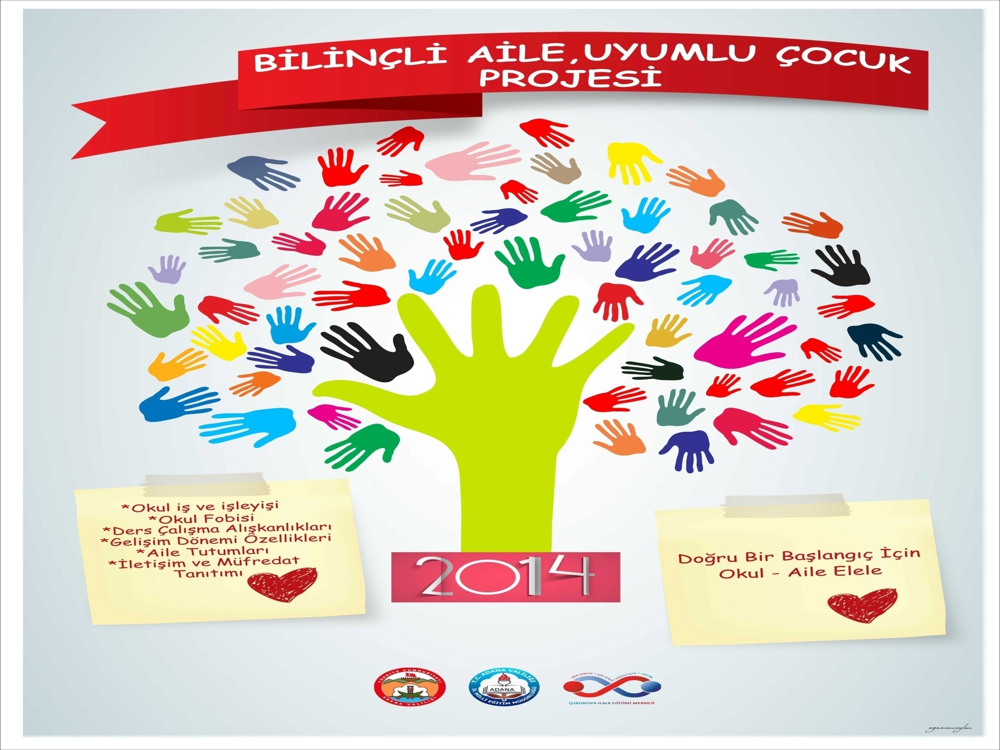 BİLİNÇLİ AİLE,UYUMLU ÇOCUK
PROJESİ
*Okul iş ve işleyişi
*Okul Fobisi
*Ders Çalışma Alışkanlıkları
*Gelişim Dönemi Özellikleri
*Aile Tutumları
*İletişim ve Müfredat
Tanıtımı
2014
Doğru Bir Başlangıç İçin
Okul - Aile Elele
TÜRKİYE CUMHURİYETİ
ADANA VALİLİĞİ
T.C. ADANA VALİLİĞİ
ADANA
İL MİLLİ EĞİTİM MÜDÜRLÜĞÜ
HER ZAMAN * HER YERDE * HERKES İÇİN * EĞİTİM
ÇUKUROVA HALK EĞİTİMİ MERKEZİ
egemenceylan